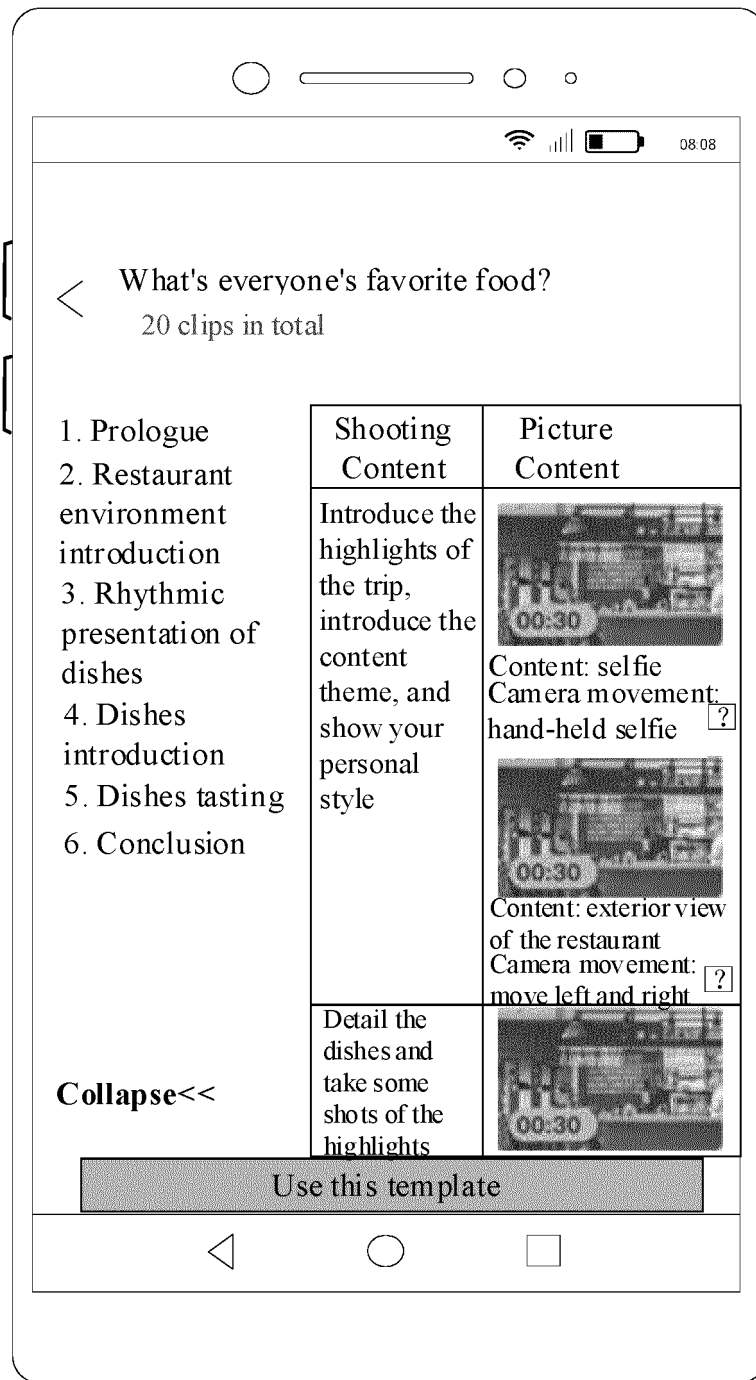 08:08
What's everyone's favorite food?
20 clips in total
1. Prologue
2. Restaurant
environment
introduction
3. Rhythmic
presentation of
dishes
4. Dishes
introduction
5. Dishes tasting
6. Conclusion
Collapse<<
Shooting
Content
Picture
Content
Introduce the
highlights of
the trip,
introduce the
content
theme, and
show your
personal
style
00:30
Content: selfie
Camera movement:
hand-held selfie
?
00:30
Content: exterior view
of the restaurant
Camera movement:
move left and right
?
Detail the
dishes and
take some
shots of the
highlights
00:30
Use this template